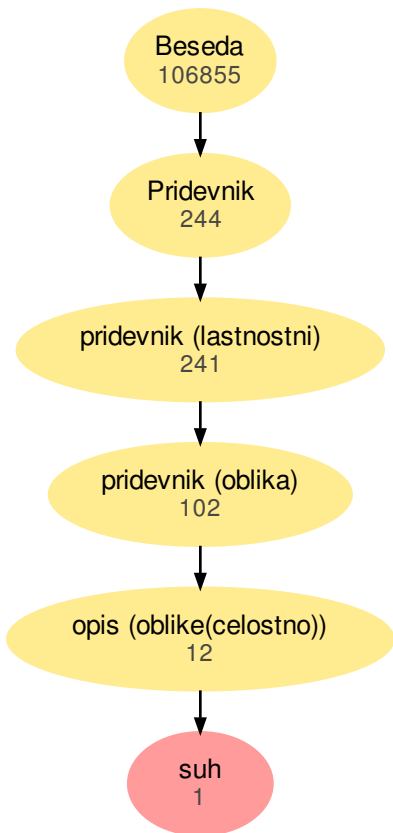 Beseda
106855
Pridevnik
244
pridevnik (lastnostni)
241
pridevnik (oblika)
102
opis (oblike(celostno))
12
suh
1